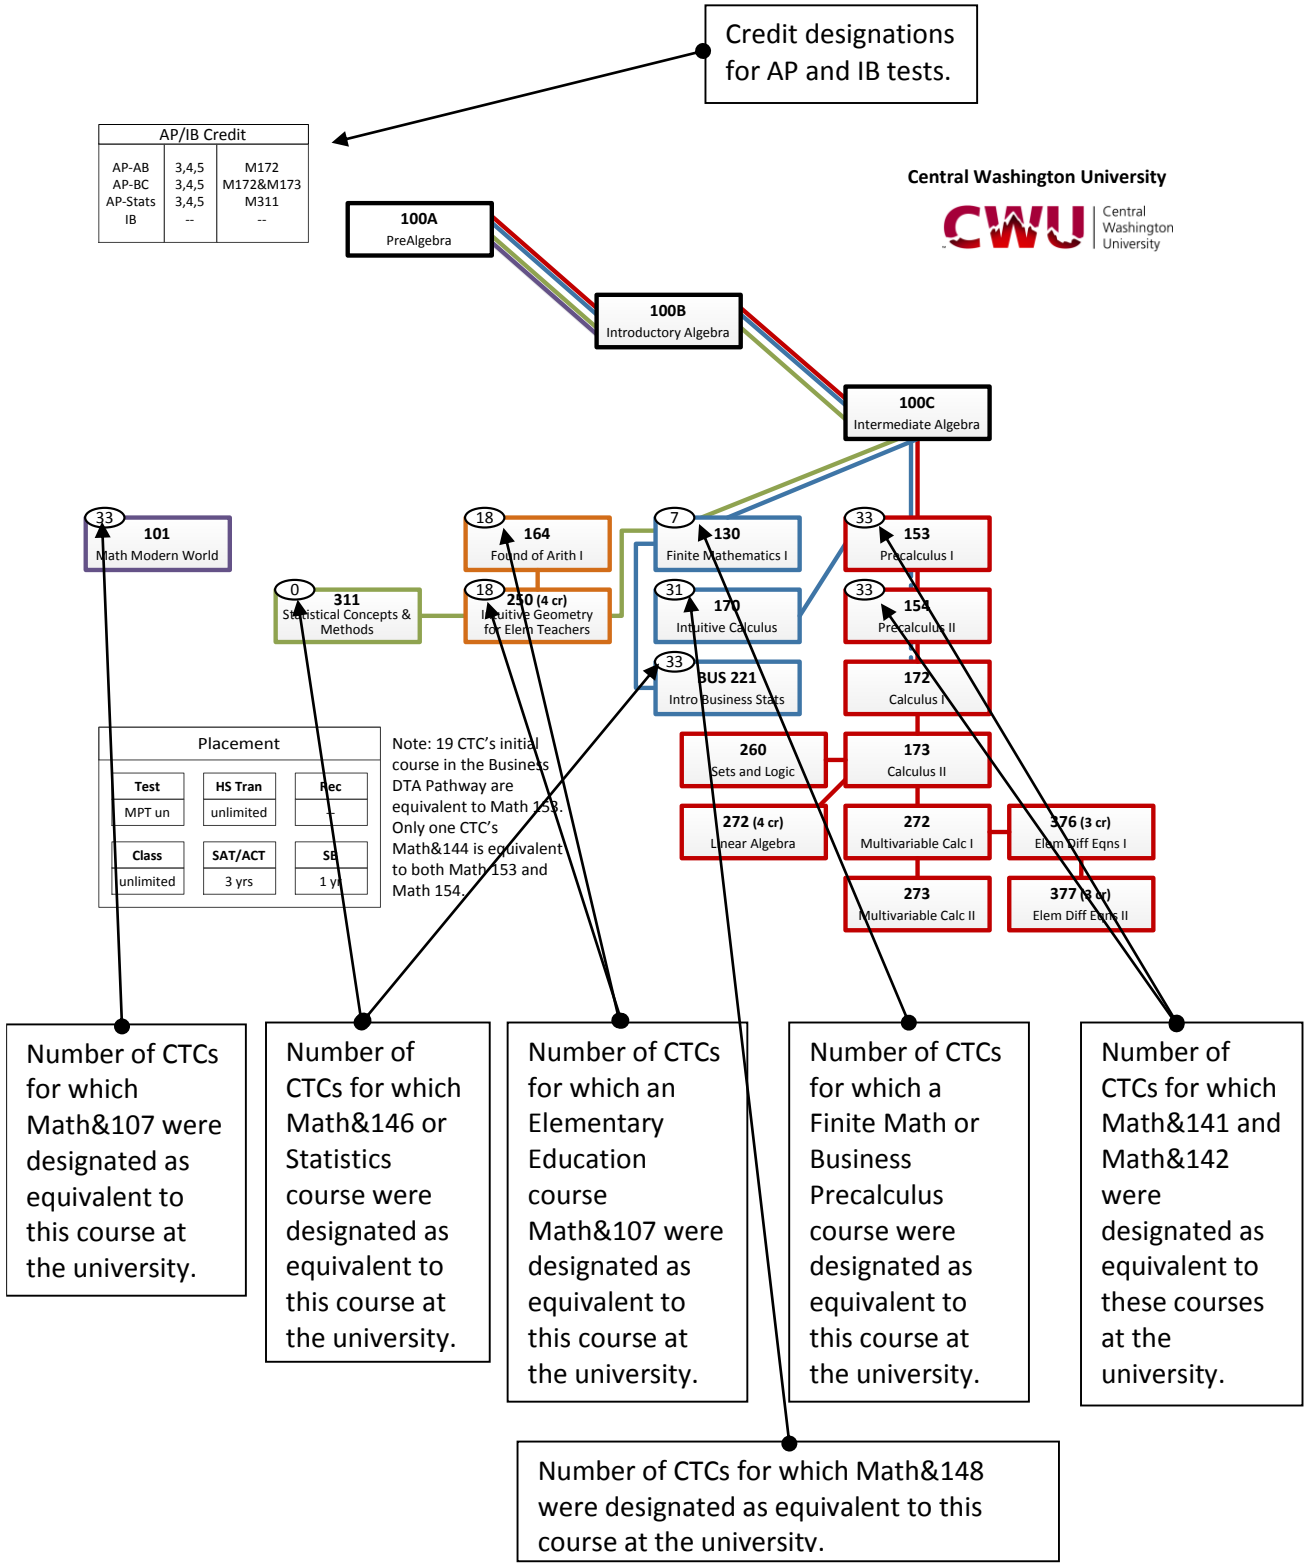 Credit designations
for AP and IB tests.
AP/IB Credit
AP-AB 3,4,5 M172
AP-BC 3,4,5 M172&M173
AP-Stats 3,4,5 M311
IB -- --
Central Washington University
CWU
Central
Washington
University
100A
PreAlgebra
100B
Introductory Algebra
100C
Intermediate Algebra
33
101
Math Modern World
18
164
Found of Arith I
7
130
Finite Mathematics I
33
153
Precalculus I
0
311
Statistical Concepts &
Methods
18
250 (4 cr)
Intuitive Geometry
for Elem Teachers
31
170
Intuitive Calculus
33
154
Precalculus II
33
BUS 221
Intro Business Stats
172
Calculus I
260
Sets and Logic
173
Calculus II
272 (4 cr)
Linear Algebra
272
Multivariable Calc I
376 (3 cr)
Elem Diff Eqns I
273
Multivariable Calc II
377 (3 cr)
Elem Diff Eqns II
Placement
Test HS Tran Rec
MPT un unlimited --
Class SAT/ACT SB
unlimited 3 yrs 1 yr
Note: 19 CTC's initial
course in the Business
DTA Pathway are
equivalent to Math 153.
Only one CTC's
Math&144 is equivalent
to both Math 153 and
Math 154.
Number of CTCs
for which
Math&107 were
designated as
equivalent to
this course at
the university.
Number of
CTCs for which
Math&146 or
Statistics
course were
designated as
equivalent to
this course at
the university.
Number of CTCs
for which an
Elementary
Education
course
Math&107 were
designated as
equivalent to
this course at
the university.
Number of CTCs
for which a
Finite Math or
Business
Precalculus
course were
designated as
equivalent to
this course at
the university.
Number of
CTCs for which
Math&141 and
Math&142
were
designated as
equivalent to
these courses
at the
university.
Number of CTCs for which Math&148
were designated as equivalent to this
course at the university.